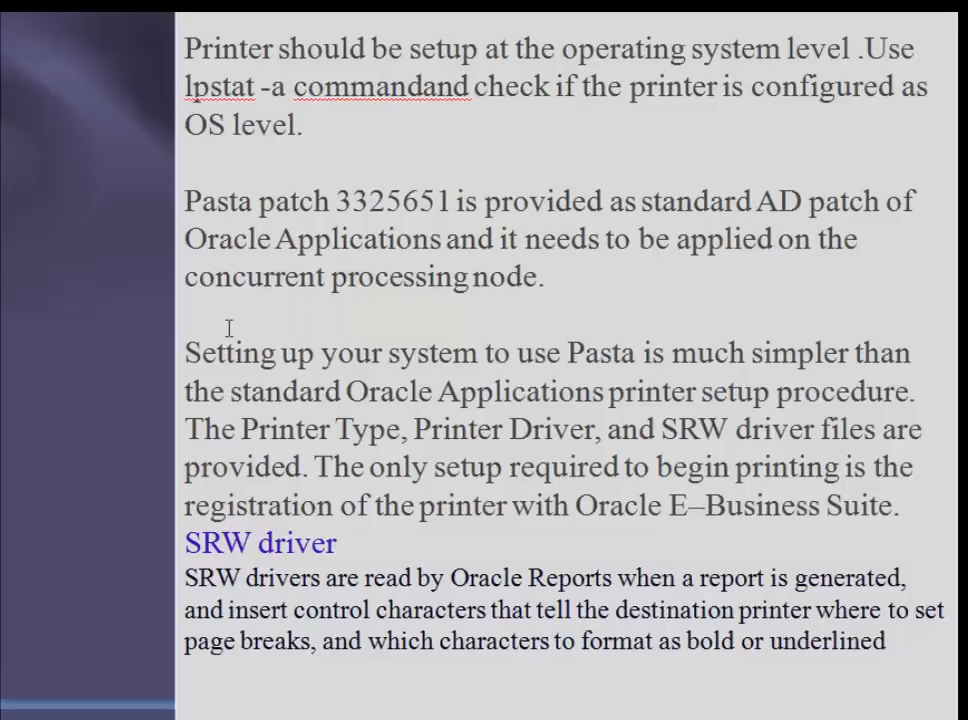 Printer should be setup at the operating system level .Use
lpstat -a commandand check if the printer is configured as
OS level.
Pasta patch 3325651 is provided as standard AD patch of
Oracle Applications and it needs to be applied on the
concurrent processing node.
Setting up your system to use Pasta is much simpler than
the standard Oracle Applications printer setup procedure.
The Printer Type, Printer Driver, and SRW driver files are
provided. The only setup required to begin printing is the
registration of the printer with Oracle E–Business Suite.
SRW driver
SRW drivers are read by Oracle Reports when a report is generated,
and insert control characters that tell the destination printer where to set
page breaks, and which characters to format as bold or underlined